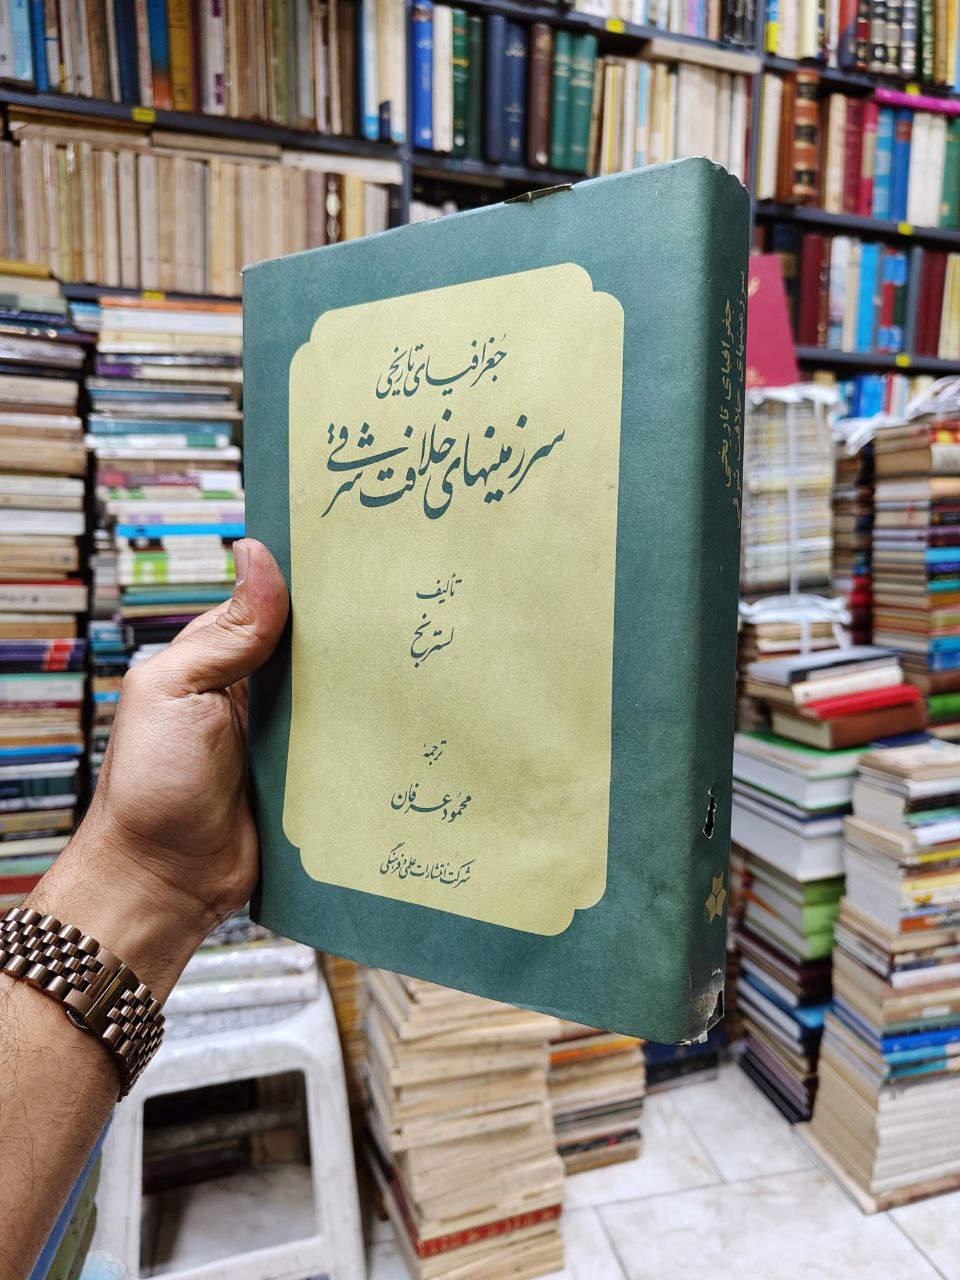 جغرافیای تاریخی
سرزمینهای خلافت شرقی
تألیف
لسترنج
ترجمهٔ
محمود عرفان
شرکت انتشارات علمی و فرهنگی
جغرافیای تاریخی
سرزمینهای خلافت شرقی